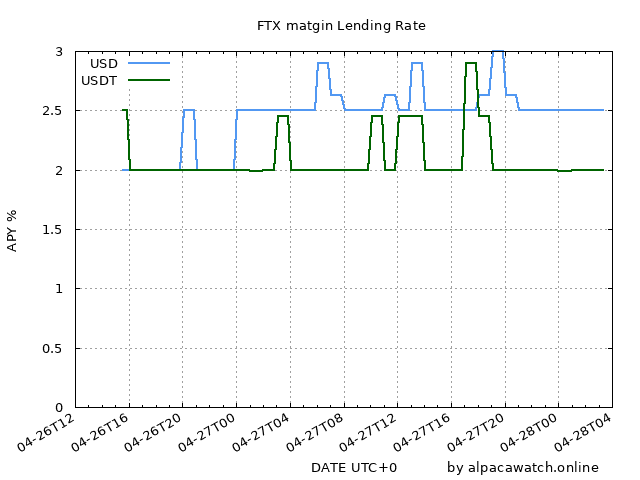 FTX matgin Lending Rate
USD
USDT
3
2.5
2
1.5
1
0.5
0
APY %
04-26T12
04-26T16
04-26T20
04-27T00
04-27T04
04-27T08
04-27T12
04-27T16
04-27T20
04-28T00
04-28T04
DATE UTC+0
by alpacawatch.online